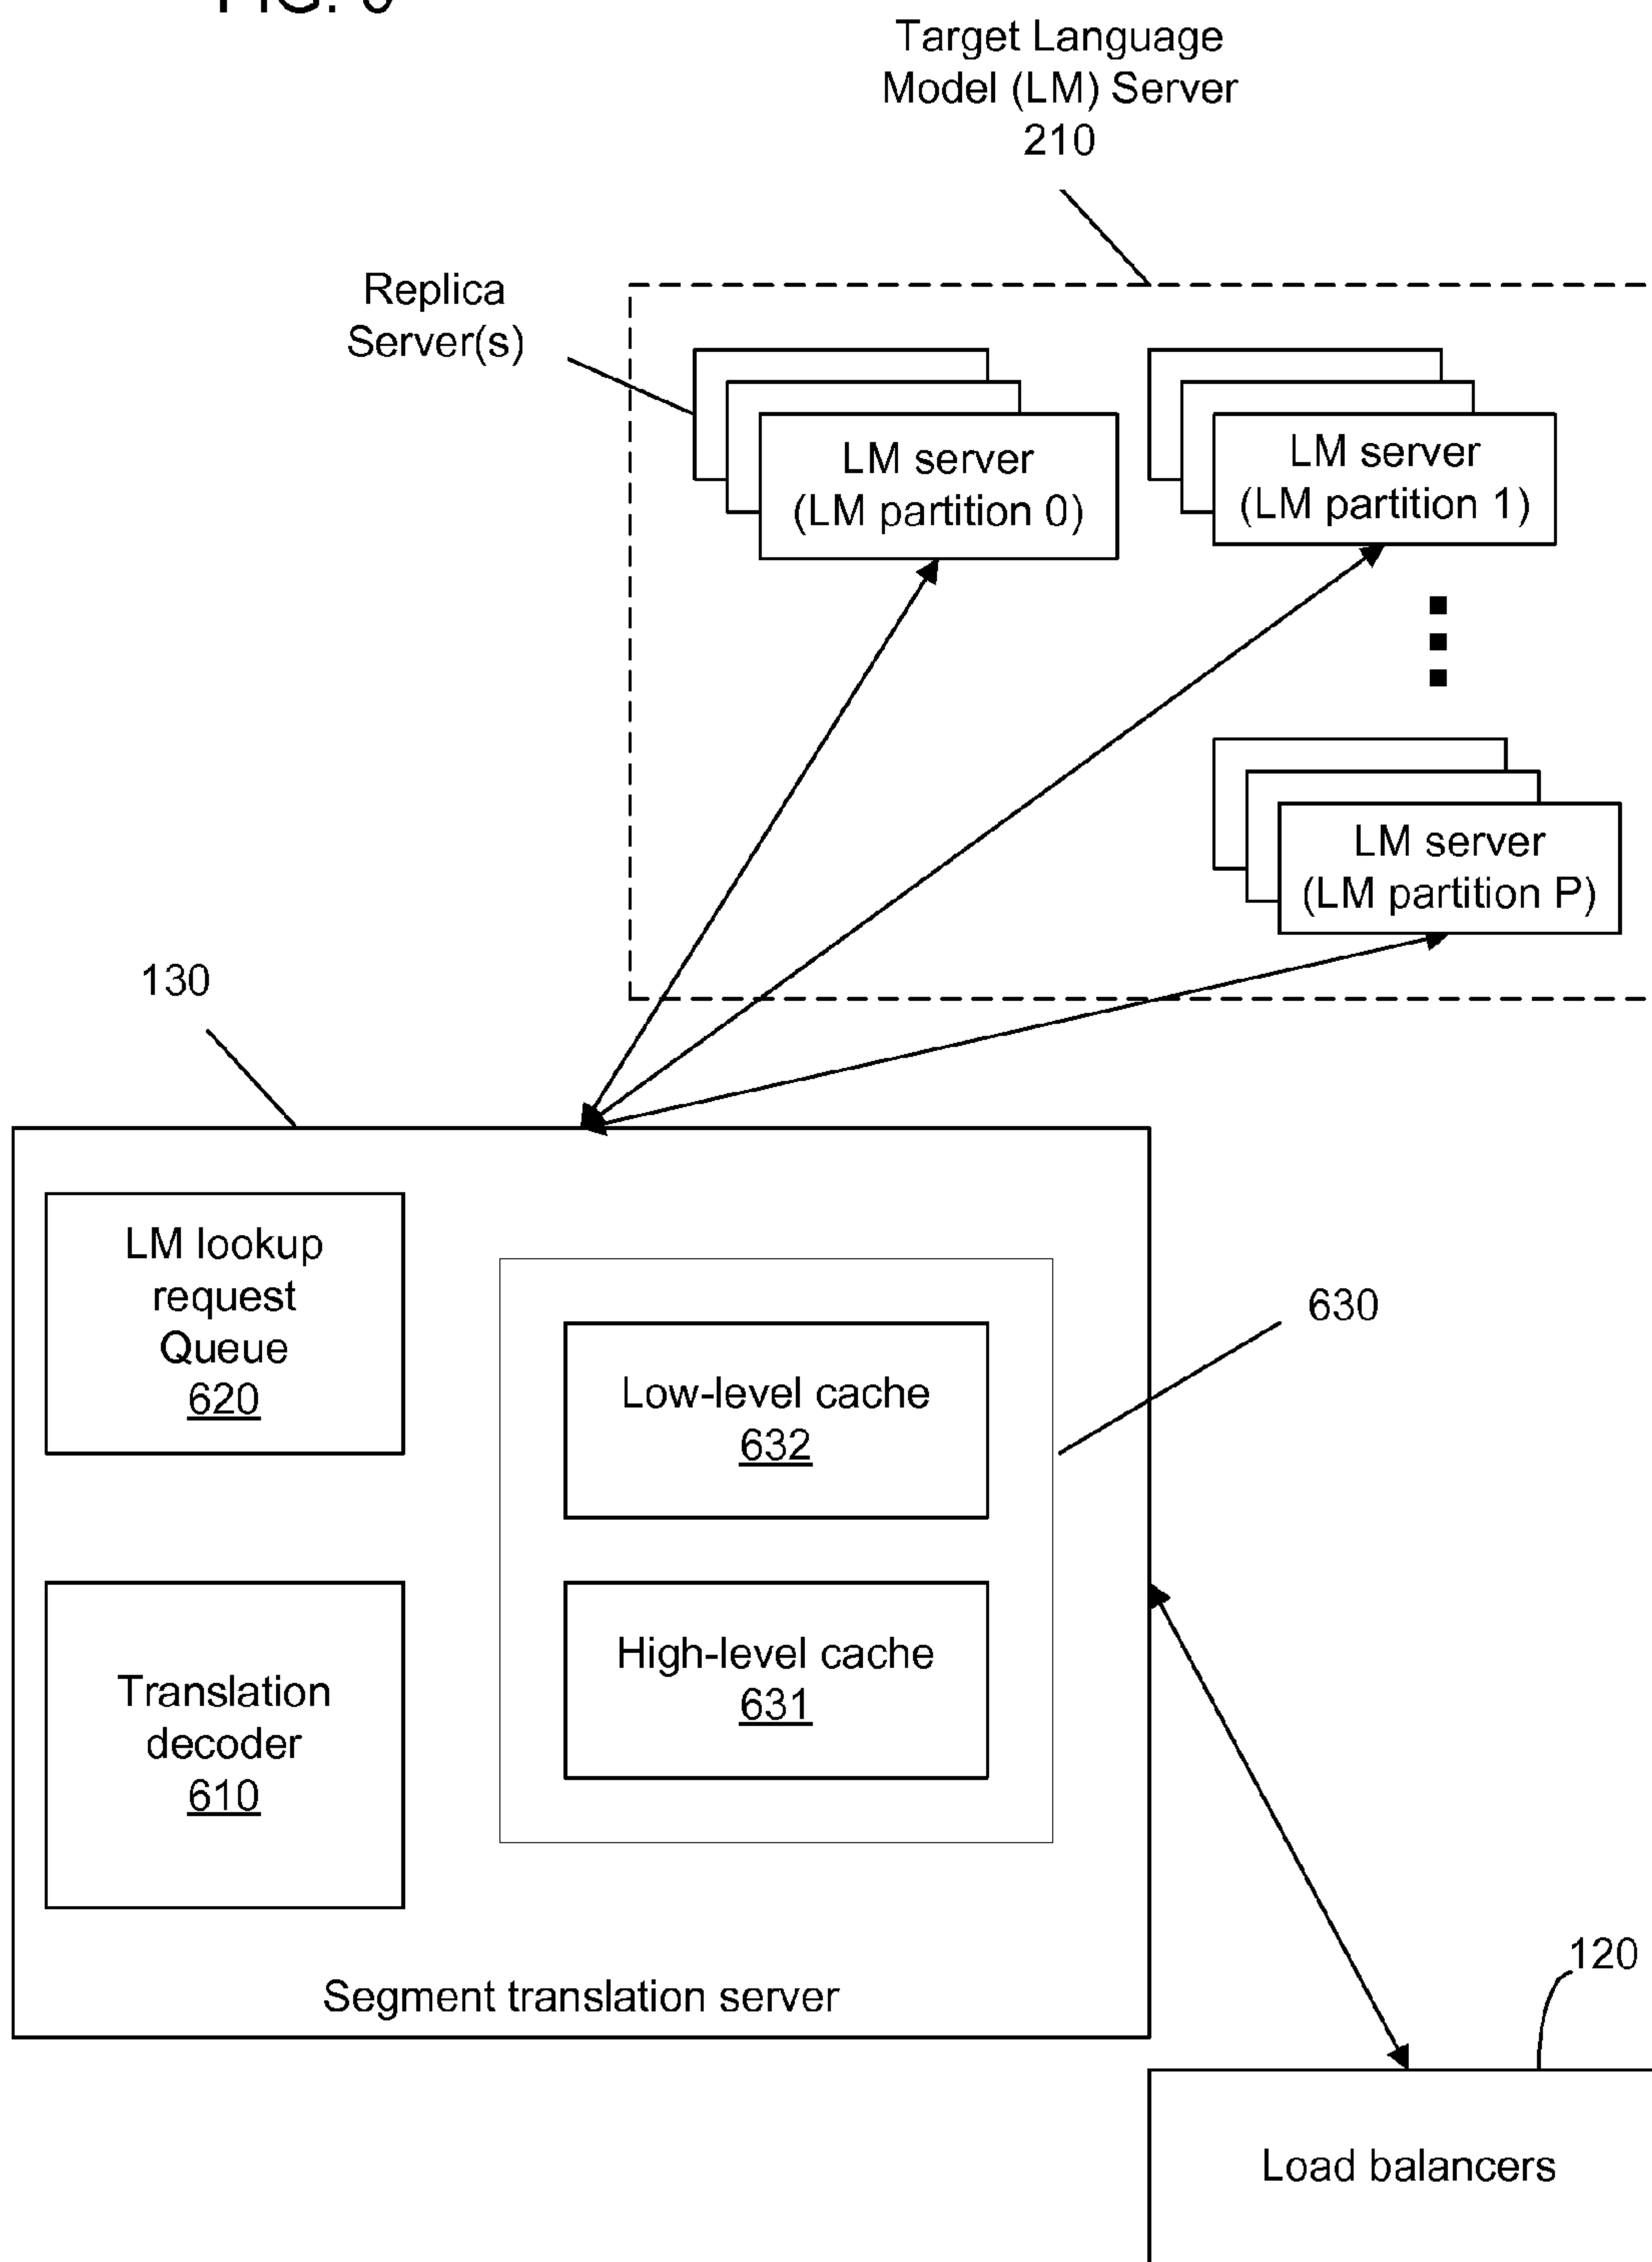 FIG.
Target Language
Model (LM) Server
210
Replica
Server(s)
LM server
(LM partition 0)
LM server
(LM partition 1)
LM server
(LM partition P)
130
LM lookup
request
Queue
620
630
Low-level cache
632
High-level cache
631
Translation
decoder
610
Segment translation server
120
Load balancers